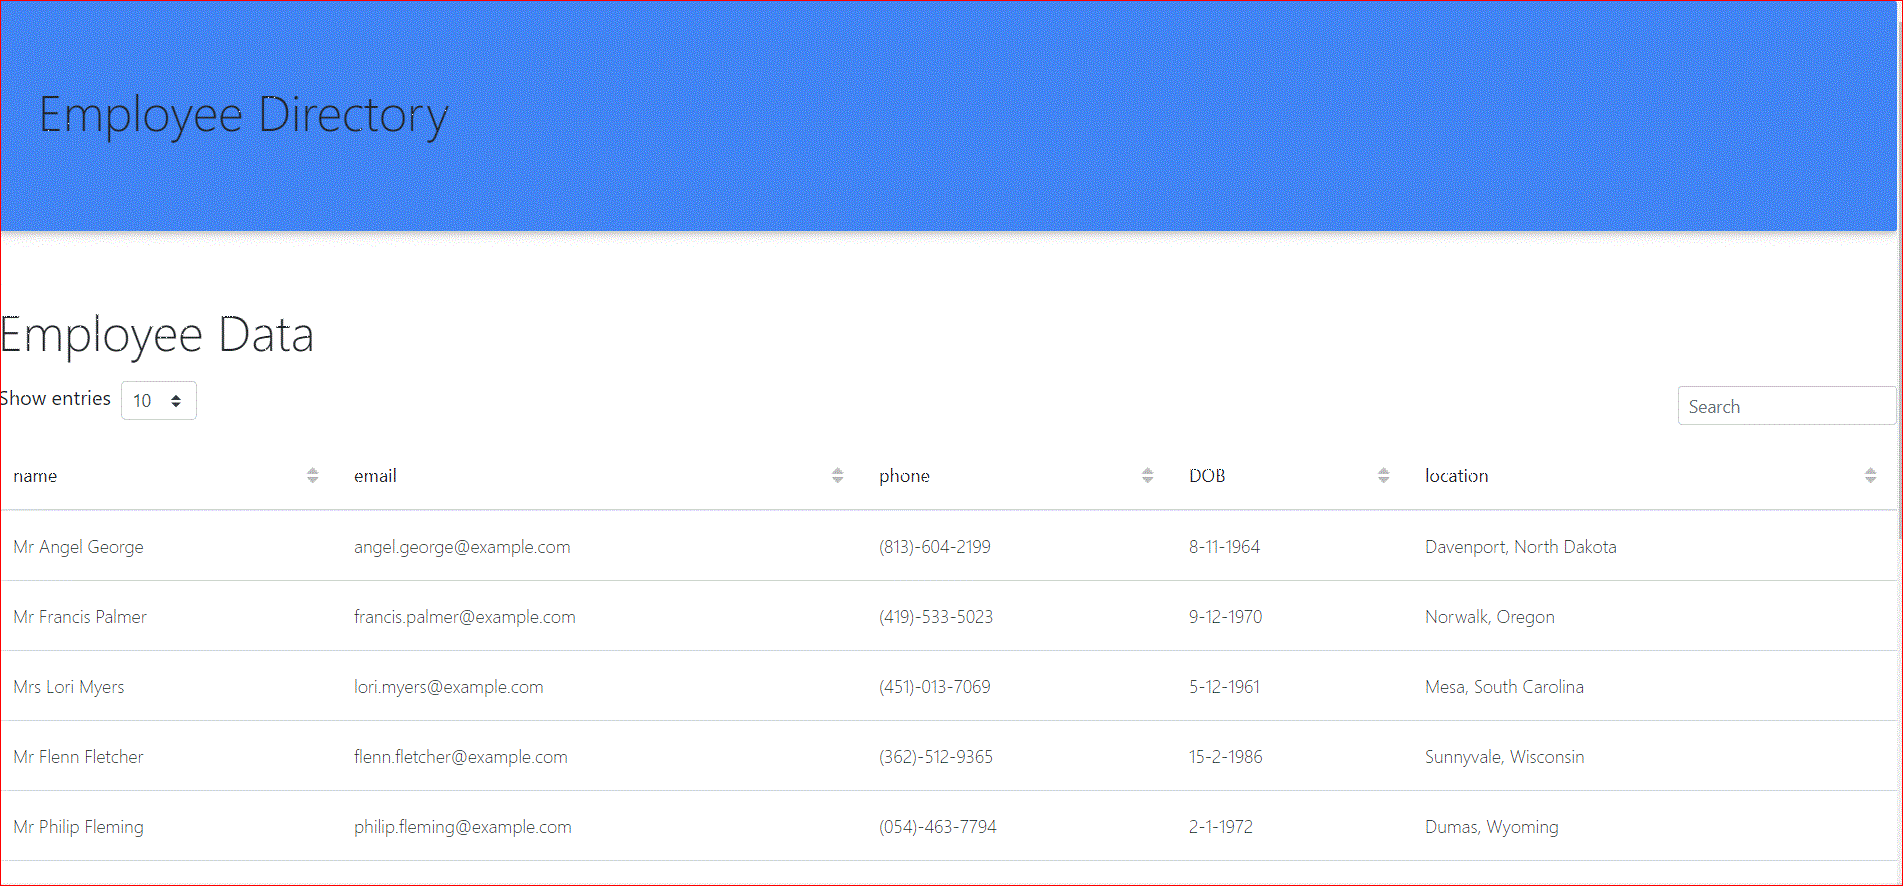 Employee Directory
Employee Data
Show entries 10
Search
name email phone DOB location
Mr Angel George angel.george@example.com (813)-604-2199 8-11-1964 Davenport, North Dakota
Mr Francis Palmer francis.palmer@example.com (419)-533-5023 9-12-1970 Norwalk, Oregon
Mrs Lori Myers lori.myers@example.com (451)-013-7069 5-12-1961 Mesa, South Carolina
Mr Flenn Fletcher flenn.fletcher@example.com (362)-512-9365 15-2-1986 Sunnyvale, Wisconsin
Mr Philip Fleming philip.fleming@example.com (054)-463-7794 2-1-1972 Dumas, Wyoming